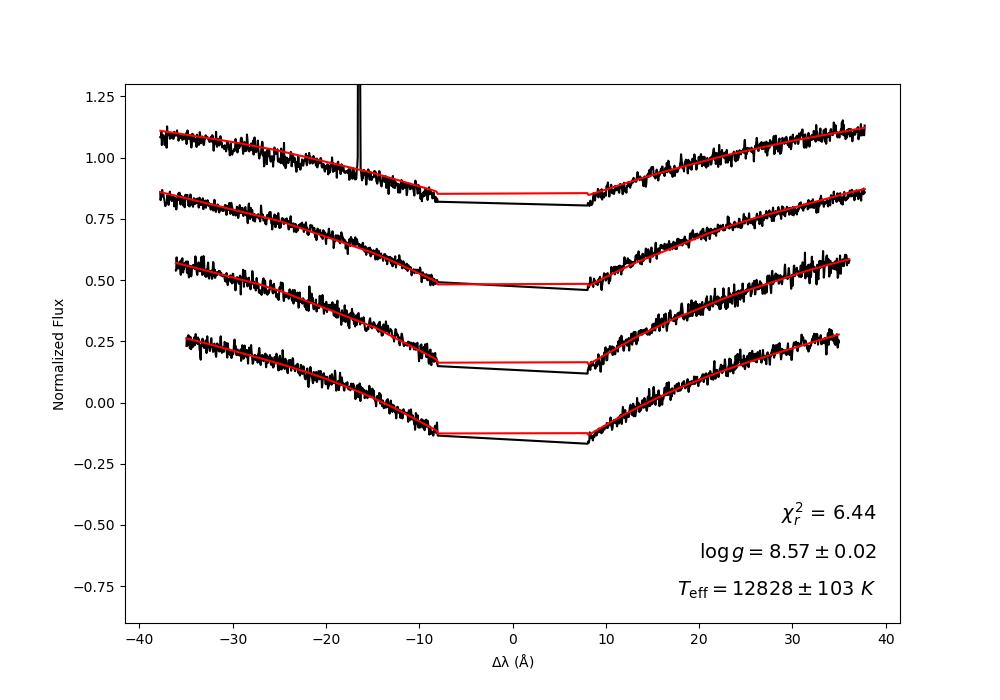 1.25
1.00
0.75
0.50
0.25
0.00
−0.25
−0.50
−0.75
Normalized Flux
χ²ᵣ = 6.44
log g = 8.57 ± 0.02
T_eff = 12828 ± 103 K
−40 −30 −20 −10 0 10 20 30 40
Δλ (Å)